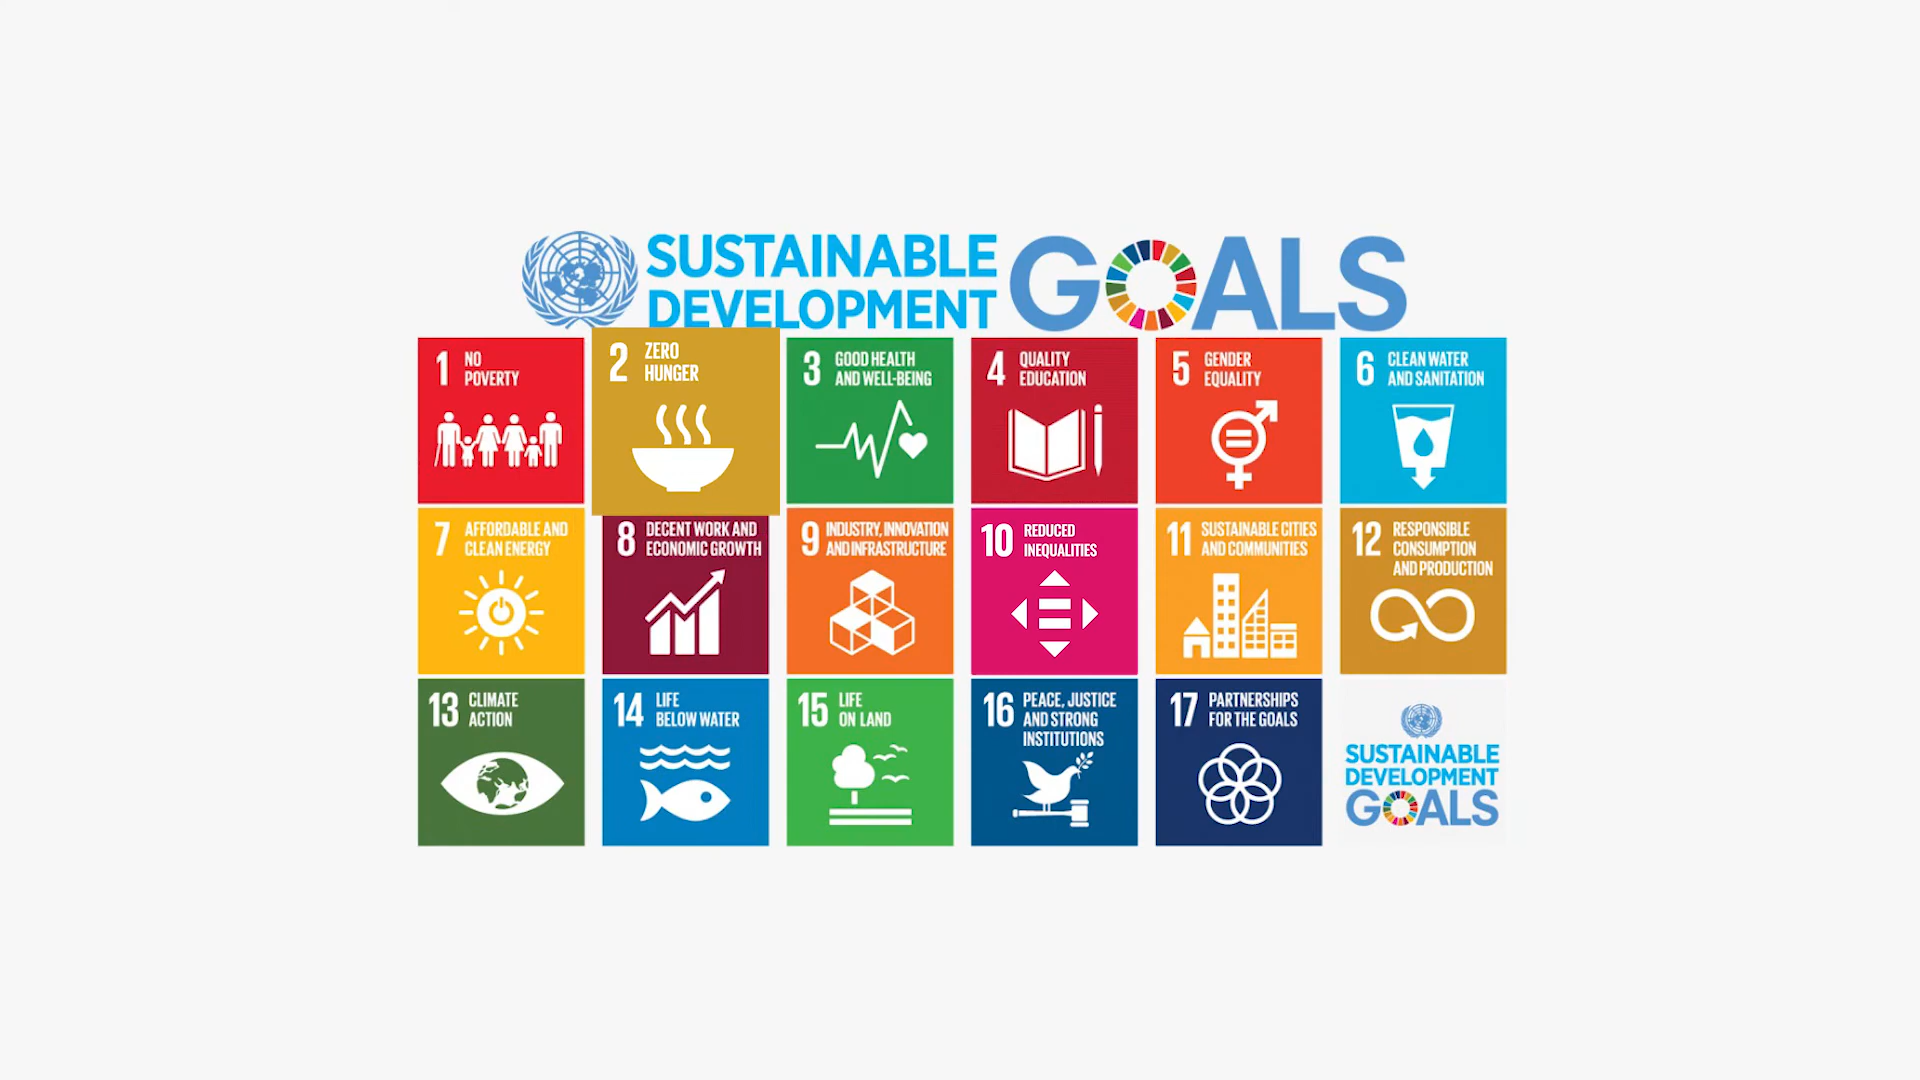 SUSTAINABLE
DEVELOPMENT
GOALS
1 NO
POVERTY
2 ZERO
HUNGER
3 GOOD HEALTH
AND WELL-BEING
4 QUALITY
EDUCATION
5 GENDER
EQUALITY
6 CLEAN WATER
AND SANITATION
7 AFFORDABLE AND
CLEAN ENERGY
8 DECENT WORK AND
ECONOMIC GROWTH
9 INDUSTRY, INNOVATION
AND INFRASTRUCTURE
10 REDUCED
INEQUALITIES
11 SUSTAINABLE CITIES
AND COMMUNITIES
12 RESPONSIBLE
CONSUMPTION
AND PRODUCTION
13 CLIMATE
ACTION
14 LIFE
BELOW WATER
15 LIFE
ON LAND
16 PEACE, JUSTICE
AND STRONG
INSTITUTIONS
17 PARTNERSHIPS
FOR THE GOALS
SUSTAINABLE
DEVELOPMENT
GOALS